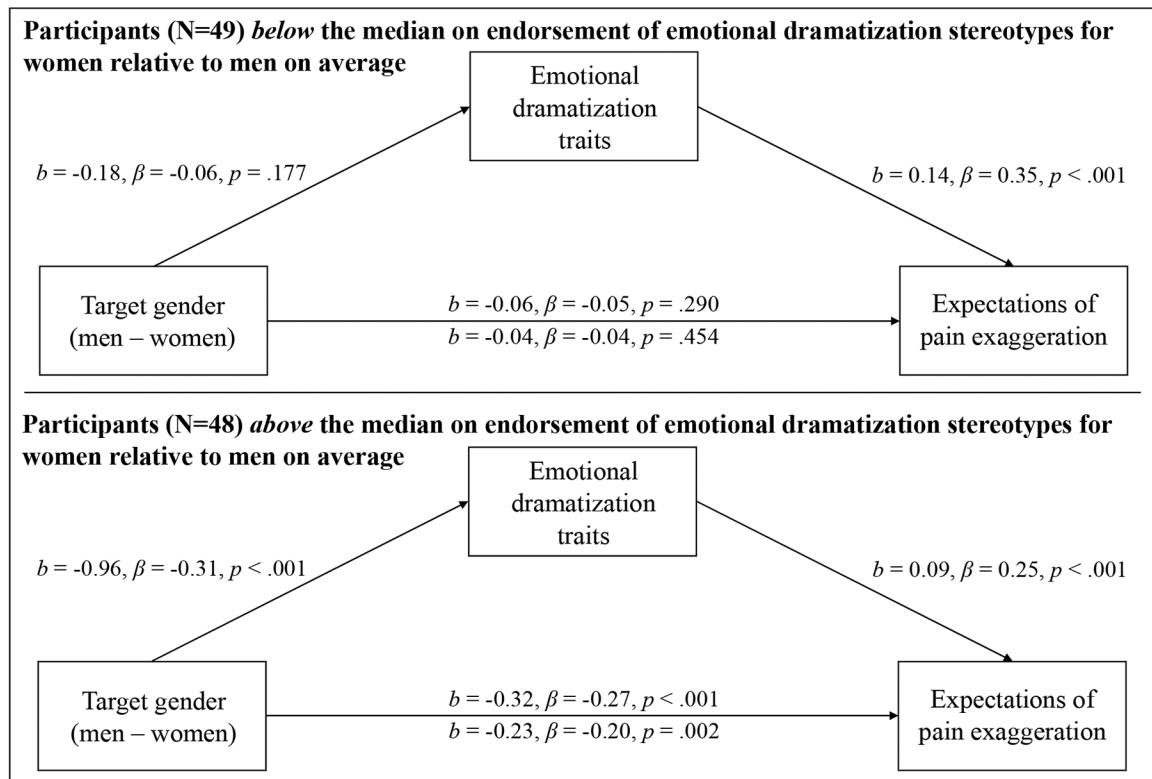 Participants (N=49) below the median on endorsement of emotional dramatization stereotypes for
women relative to men on average
Emotional
dramatization
traits
b = -0.18, β = -0.06, p = .177
b = 0.14, β = 0.35, p < .001
Target gender
(men – women)
b = -0.06, β = -0.05, p = .290
b = -0.04, β = -0.04, p = .454
Expectations of
pain exaggeration
Participants (N=48) above the median on endorsement of emotional dramatization stereotypes for
women relative to men on average
Emotional
dramatization
traits
b = -0.96, β = -0.31, p < .001
b = 0.09, β = 0.25, p < .001
Target gender
(men – women)
b = -0.32, β = -0.27, p < .001
b = -0.23, β = -0.20, p = .002
Expectations of
pain exaggeration